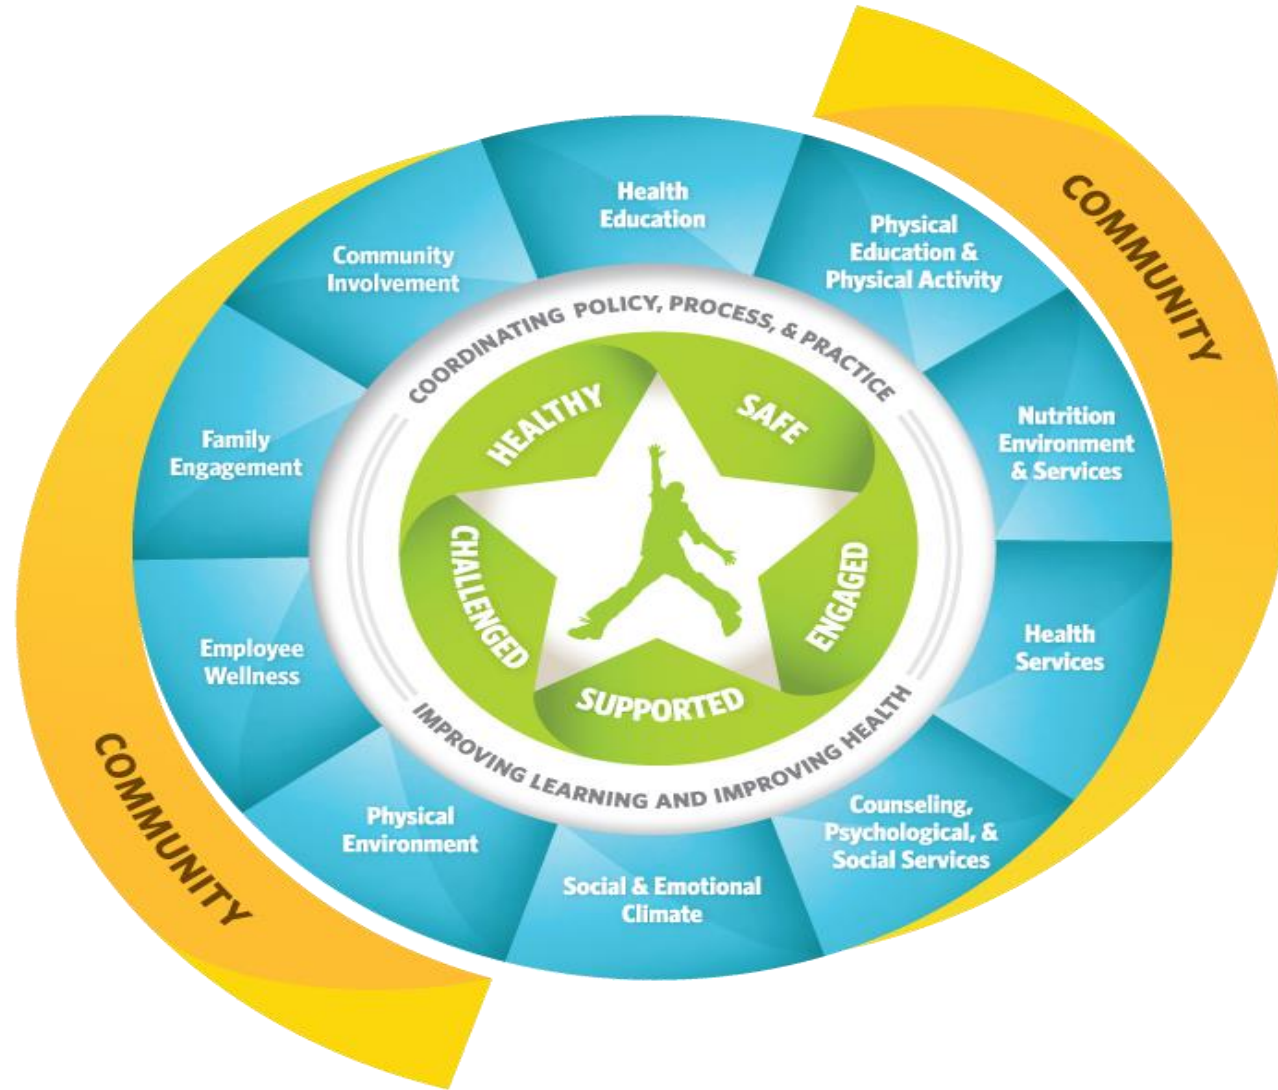 COMMUNITY
Health
Education
Physical
Education &
Physical Activity
Nutrition
Environment
& Services
Health
Services
Counseling,
Psychological, &
Social Services
Social & Emotional
Climate
Physical
Environment
Employee
Wellness
Family
Engagement
Community
Involvement
COORDINATING POLICY, PROCESS, & PRACTICE
IMPROVING LEARNING AND IMPROVING HEALTH
HEALTHY
SAFE
ENGAGED
SUPPORTED
CHALLENGED
COMMUNITY